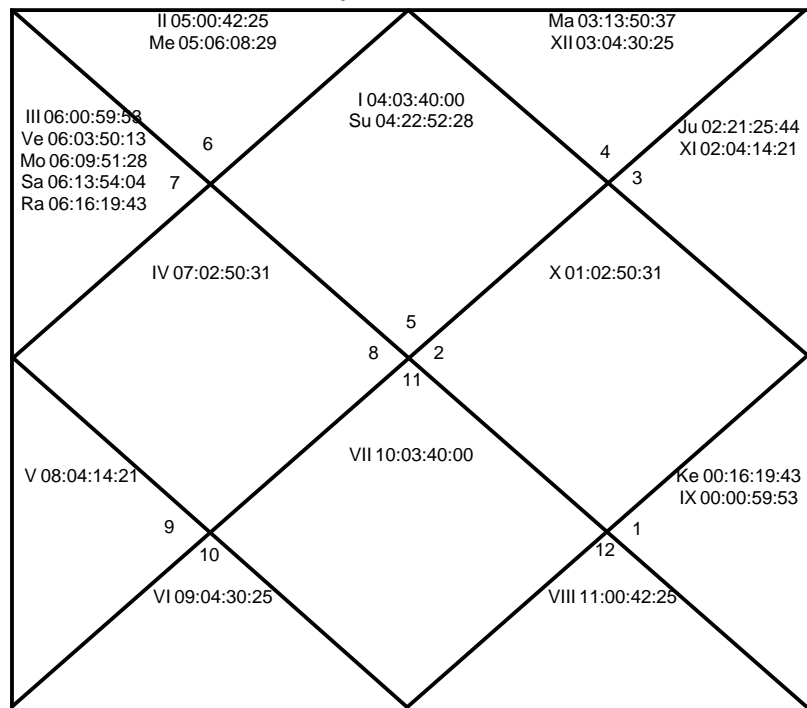 II 05:00:42:25
Me 05:06:08:29
Ma 03:13:50:37
XII 03:04:30:25
I 04:03:40:00
Su 04:22:52:28
III 06:00:59:53
Ve 06:03:50:13
Mo 06:09:51:28
Sa 06:13:54:04
Ra 06:16:19:43
6
7
4
3
Ju 02:21:25:44
XI 02:04:14:21
IV 07:02:50:31
X 01:02:50:31
5
8
2
11
V 08:04:14:21
VII 10:03:40:00
Ke 00:16:19:43
IX 00:00:59:53
9
10
1
12
VI 09:04:30:25
VIII 11:00:42:25